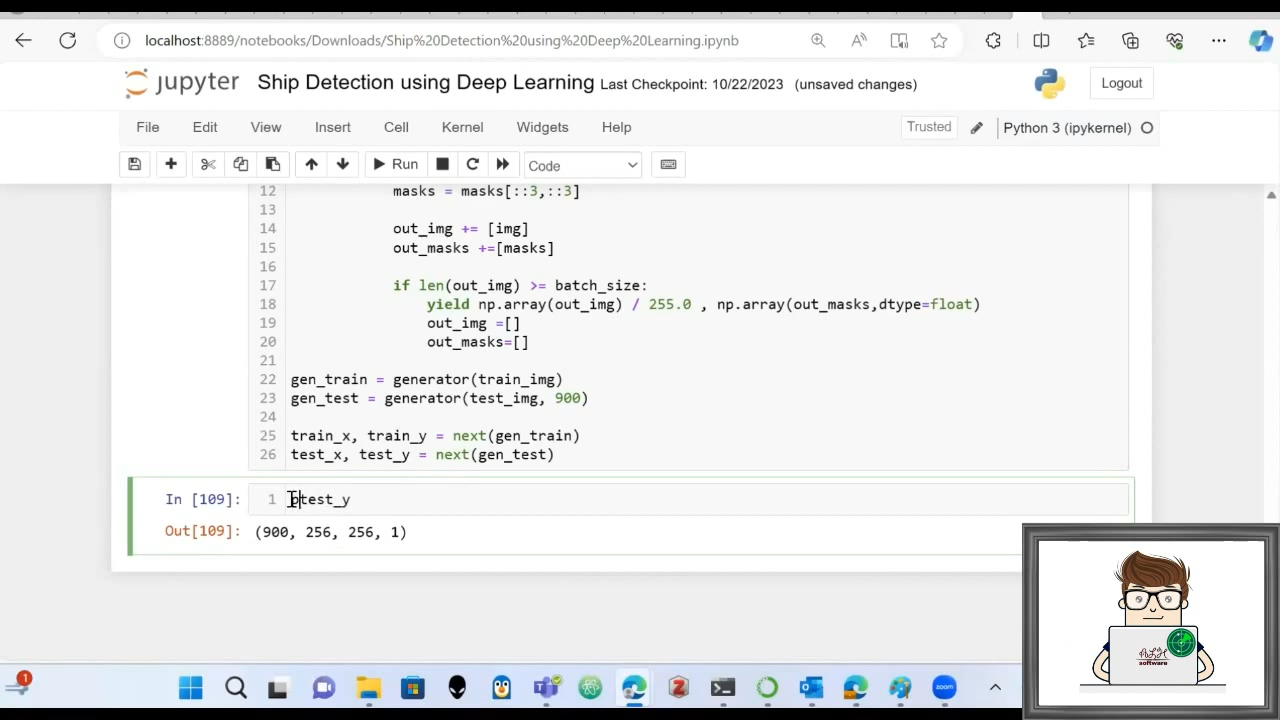 localhost:8889/notebooks/Downloads/Ship%20Detection%20using%20Deep%20Learning.ipynb
jupyter Ship Detection using Deep Learning Last Checkpoint: 10/22/2023 (unsaved changes) Logout
File Edit View Insert Cell Kernel Widgets Help Trusted Python 3 (ipykernel)
Run Code
12 masks = masks[::3,::3]
13
14 out_img += [img]
15 out_masks +=[masks]
16
17 if len(out_img) >= batch_size:
18 yield np.array(out_img) / 255.0 , np.array(out_masks,dtype=float)
19 out_img =[]
20 out_masks=[]
21
22 gen_train = generator(train_img)
23 gen_test = generator(test_img, 900)
24
25 train_x, train_y = next(gen_train)
26 test_x, test_y = next(gen_test)
In [109]: 1 ptest_y
Out[109]: (900, 256, 256, 1)
software
1
zoom